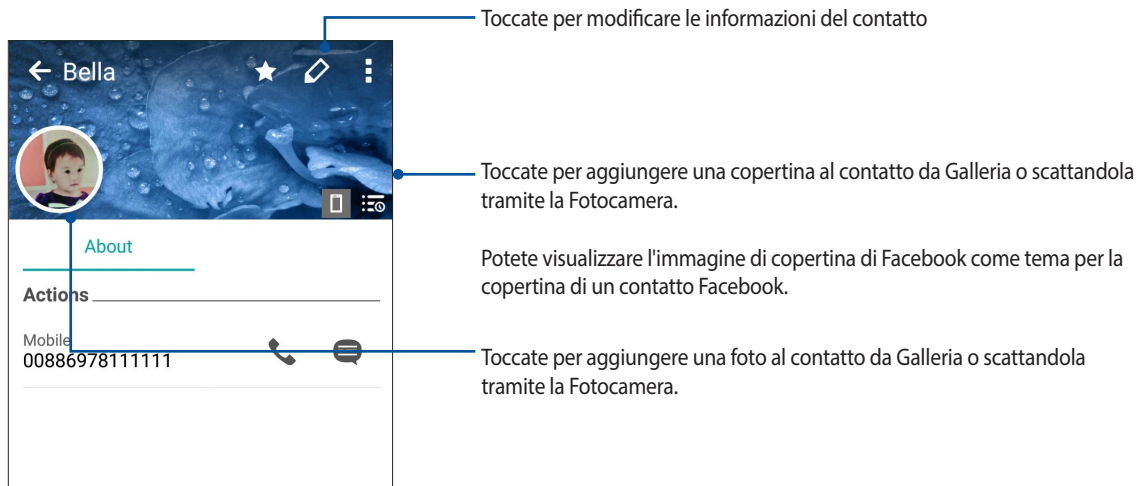 Toccate per modificare le informazioni del contatto
Bella
Toccate per aggiungere una copertina al contatto da Galleria o scattandola
tramite la Fotocamera.
About
Potete visualizzare l'immagine di copertina di Facebook come tema per la
copertina di un contatto Facebook.
Actions
Mobile
00886978111111
Toccate per aggiungere una foto al contatto da Galleria o scattandola
tramite la Fotocamera.